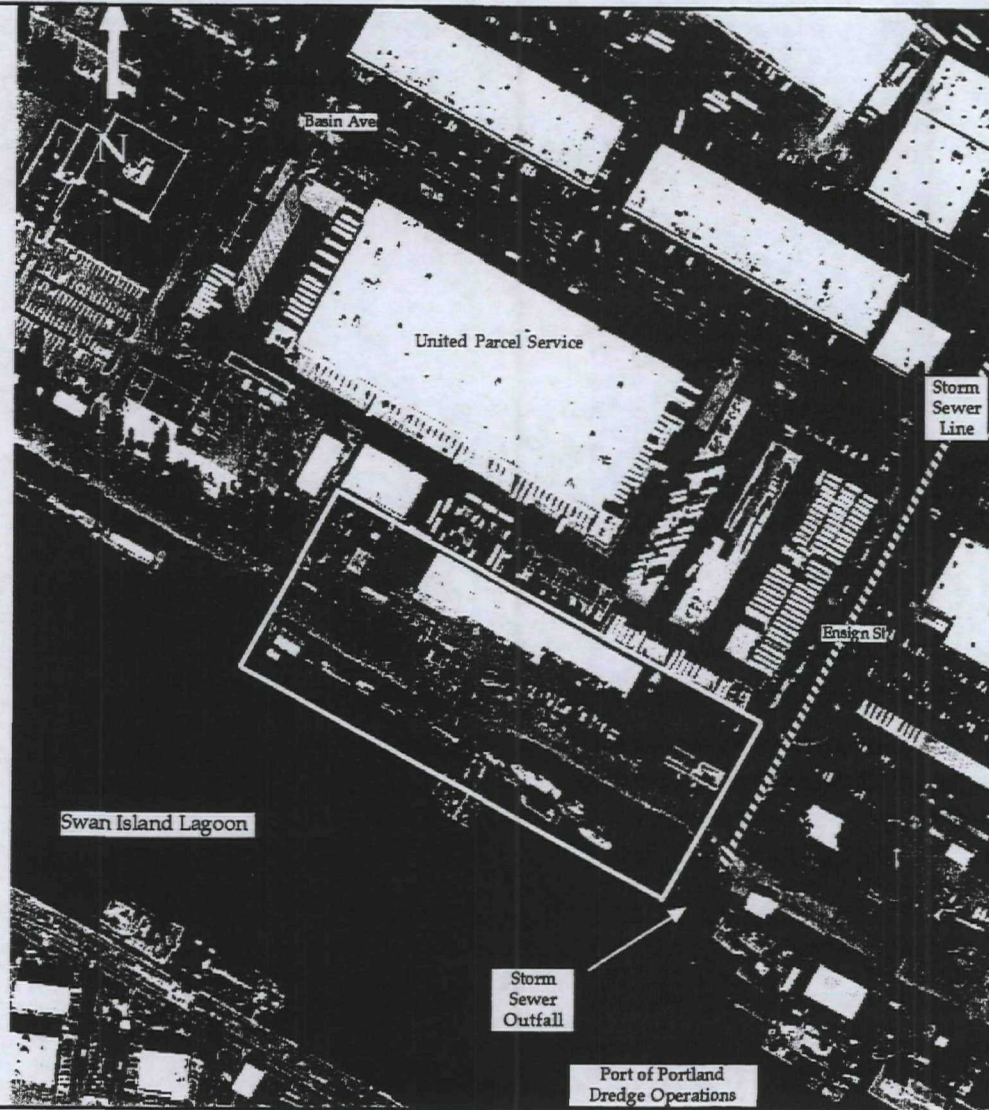 N
Basin Ave
United Parcel Service
Storm
Sewer
Line
Ensign St
Swan Island Lagoon
Storm
Sewer
Outfall
Port of Portland
Dredge Operations